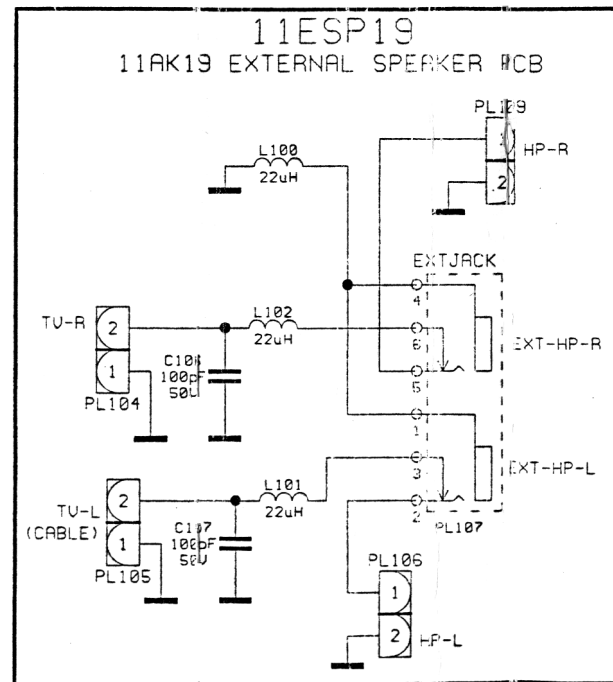 11ESP19
11AK19 EXTERNAL SPEAKER PCB
PL109
1
HP-R
2
L100
22uH
EXTJACK
4
L102
22uH
TV-R
2
6
EXT-HP-R
1
100pF
50V
5
PL104
1
3
EXT-HP-L
L101
22uH
TV-L
(CABLE)
2
2
PL107
C107
100pF
50V
1
PL105
PL106
1
2
HP-L